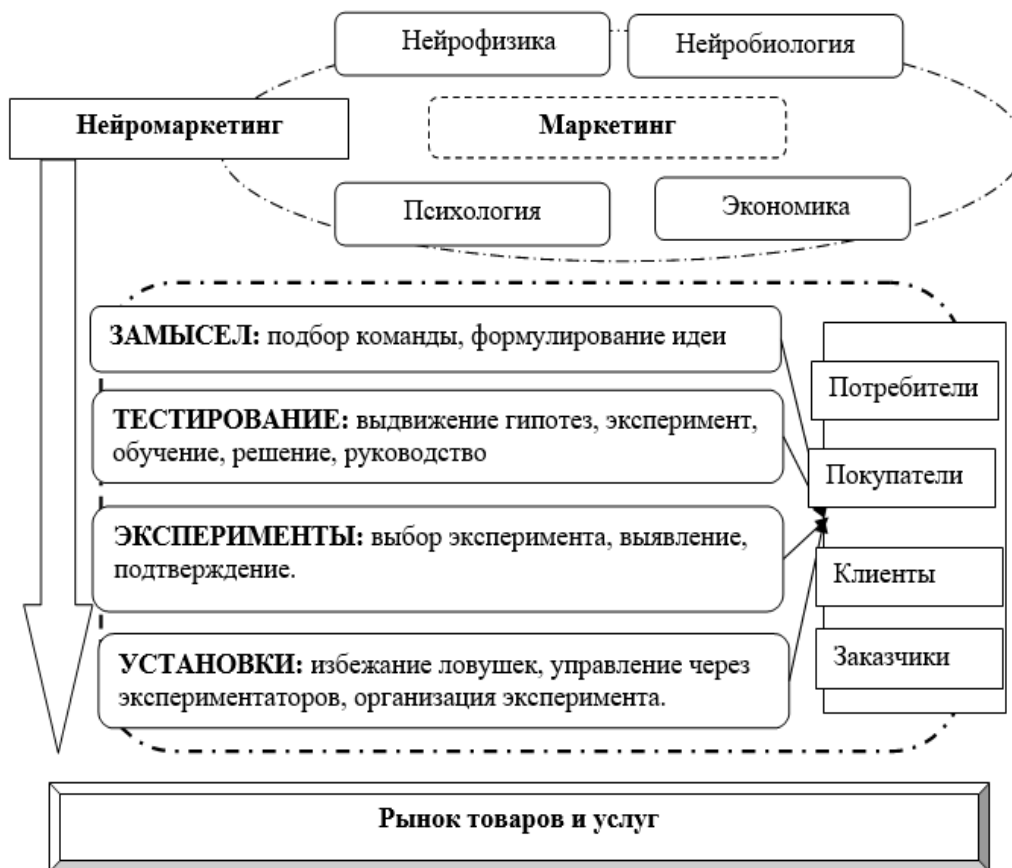 Нейрофизика
Нейробиология
Нейромаркетинг
Маркетинг
Психология
Экономика
ЗАМЫСЕЛ: подбор команды, формулирование идеи
ТЕСТИРОВАНИЕ: выдвижение гипотез, эксперимент,
обучение, решение, руководство
ЭКСПЕРИМЕНТЫ: выбор эксперимента, выявление,
подтверждение.
УСТАНОВКИ: избежание ловушек, управление через
экспериментаторов, организация эксперимента.
Потребители
Покупатели
Клиенты
Заказчики
Рынок товаров и услуг